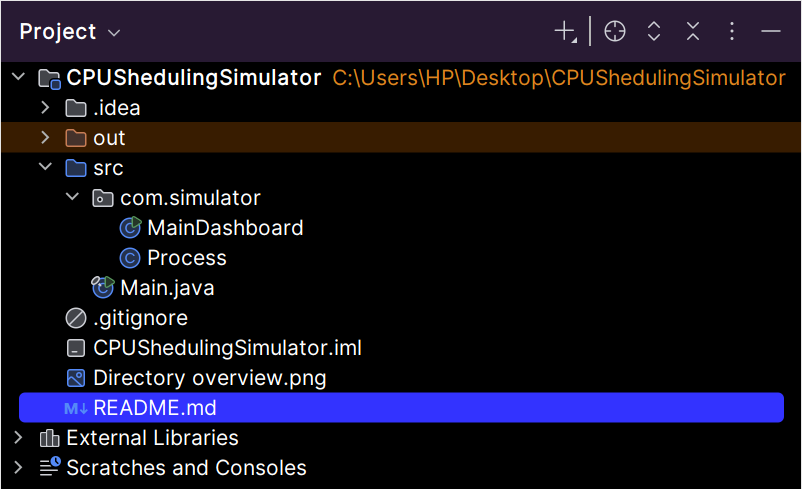 Project
CPUShedulingSimulator C:\Users\HP\Desktop\CPUShedulingSimulator
.idea
out
src
com.simulator
C MainDashboard
C Process
C Main.java
.gitignore
CPUShedulingSimulator.iml
Directory overview.png
M↓ README.md
External Libraries
Scratches and Consoles